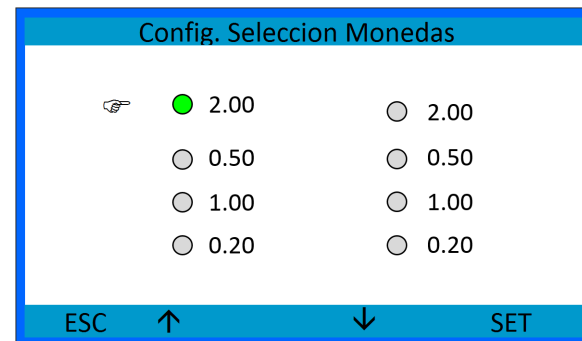 Config. Seleccion Monedas
☞ 2.00 2.00
0.50 0.50
1.00 1.00
0.20 0.20
ESC ↑ ↓ SET